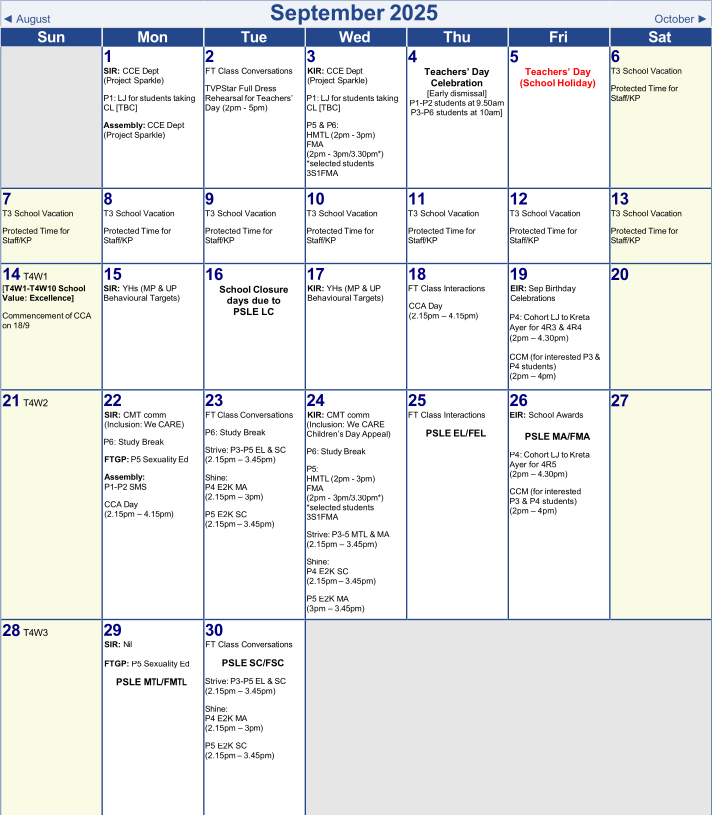 September 2025
◄ August
October ►
Sun Mon Tue Wed Thu Fri Sat
1
SIR: CCE Dept
(Project Sparkle)
P1: LJ for students taking
CL [TBC]
Assembly: CCE Dept
(Project Sparkle)
2
FT Class Conversations
TVPStar Full Dress
Rehearsal for Teachers'
Day (2pm - 5pm)
3
KIR: CCE Dept
(Project Sparkle)
P1: LJ for students taking
CL [TBC]
P5 & P6:
HMTL (2pm - 3pm)
FMA
(2pm - 3pm/3.30pm*)
*selected students
3S1FMA
4
Teachers' Day
Celebration
[Early dismissal]
P1-P2 students at 9.50am
P3-P6 students at 10am]
5
Teachers' Day
(School Holiday)
6
T3 School Vacation
Protected Time for
Staff/KP
7
T3 School Vacation
Protected Time for
Staff/KP
8
T3 School Vacation
Protected Time for
Staff/KP
9
T3 School Vacation
Protected Time for
Staff/KP
10
T3 School Vacation
Protected Time for
Staff/KP
11
T3 School Vacation
Protected Time for
Staff/KP
12
T3 School Vacation
Protected Time for
Staff/KP
13
T3 School Vacation
Protected Time for
Staff/KP
14 T4W1
[T4W1-T4W10 School
Value: Excellence]
Commencement of CCA
on 18/9
15
SIR: YHs (MP & UP
Behavioural Targets)
16
School Closure
days due to
PSLE LC
17
KIR: YHs (MP & UP
Behavioural Targets)
18
FT Class Interactions
CCA Day
(2.15pm – 4.15pm)
19
EIR: Sep Birthday
Celebrations
P4: Cohort LJ to Kreta
Ayer for 4R3 & 4R4
(2pm – 4.30pm)
CCM (for interested P3 &
P4 students)
(2pm – 4pm)
20
21 T4W2
22
SIR: CMT comm
(Inclusion: We CARE)
P6: Study Break
FTGP: P5 Sexuality Ed
Assembly:
P1-P2 SMS
CCA Day
(2.15pm – 4.15pm)
23
FT Class Conversations
P6: Study Break
Strive: P3-P5 EL & SC
(2.15pm – 3.45pm)
Shine:
P4 E2K MA
(2.15pm – 3pm)
P5 E2K SC
(2.15pm – 3.45pm)
24
KIR: CMT comm
(Inclusion: We CARE
Children's Day Appeal)
P6: Study Break
P5:
HMTL (2pm - 3pm)
FMA
(2pm - 3pm/3.30pm*)
*selected students
3S1FMA
Strive: P3-5 MTL & MA
(2.15pm – 3.45pm)
Shine:
P4 E2K SC
(2.15pm – 3.45pm)
P5 E2K MA
(3pm – 3.45pm)
25
FT Class Interactions
PSLE EL/FEL
26
EIR: School Awards
PSLE MA/FMA
P4: Cohort LJ to Kreta
Ayer for 4R5
(2pm – 4.30pm)
CCM (for interested
P3 & P4 students)
(2pm – 4pm)
27
28 T4W3
29
SIR: Nil
FTGP: P5 Sexuality Ed
PSLE MTL/FMTL
30
FT Class Conversations
PSLE SC/FSC
Strive: P3-P5 EL & SC
(2.15pm – 3.45pm)
Shine:
P4 E2K MA
(2.15pm – 3pm)
P5 E2K SC
(2.15pm – 3.45pm)